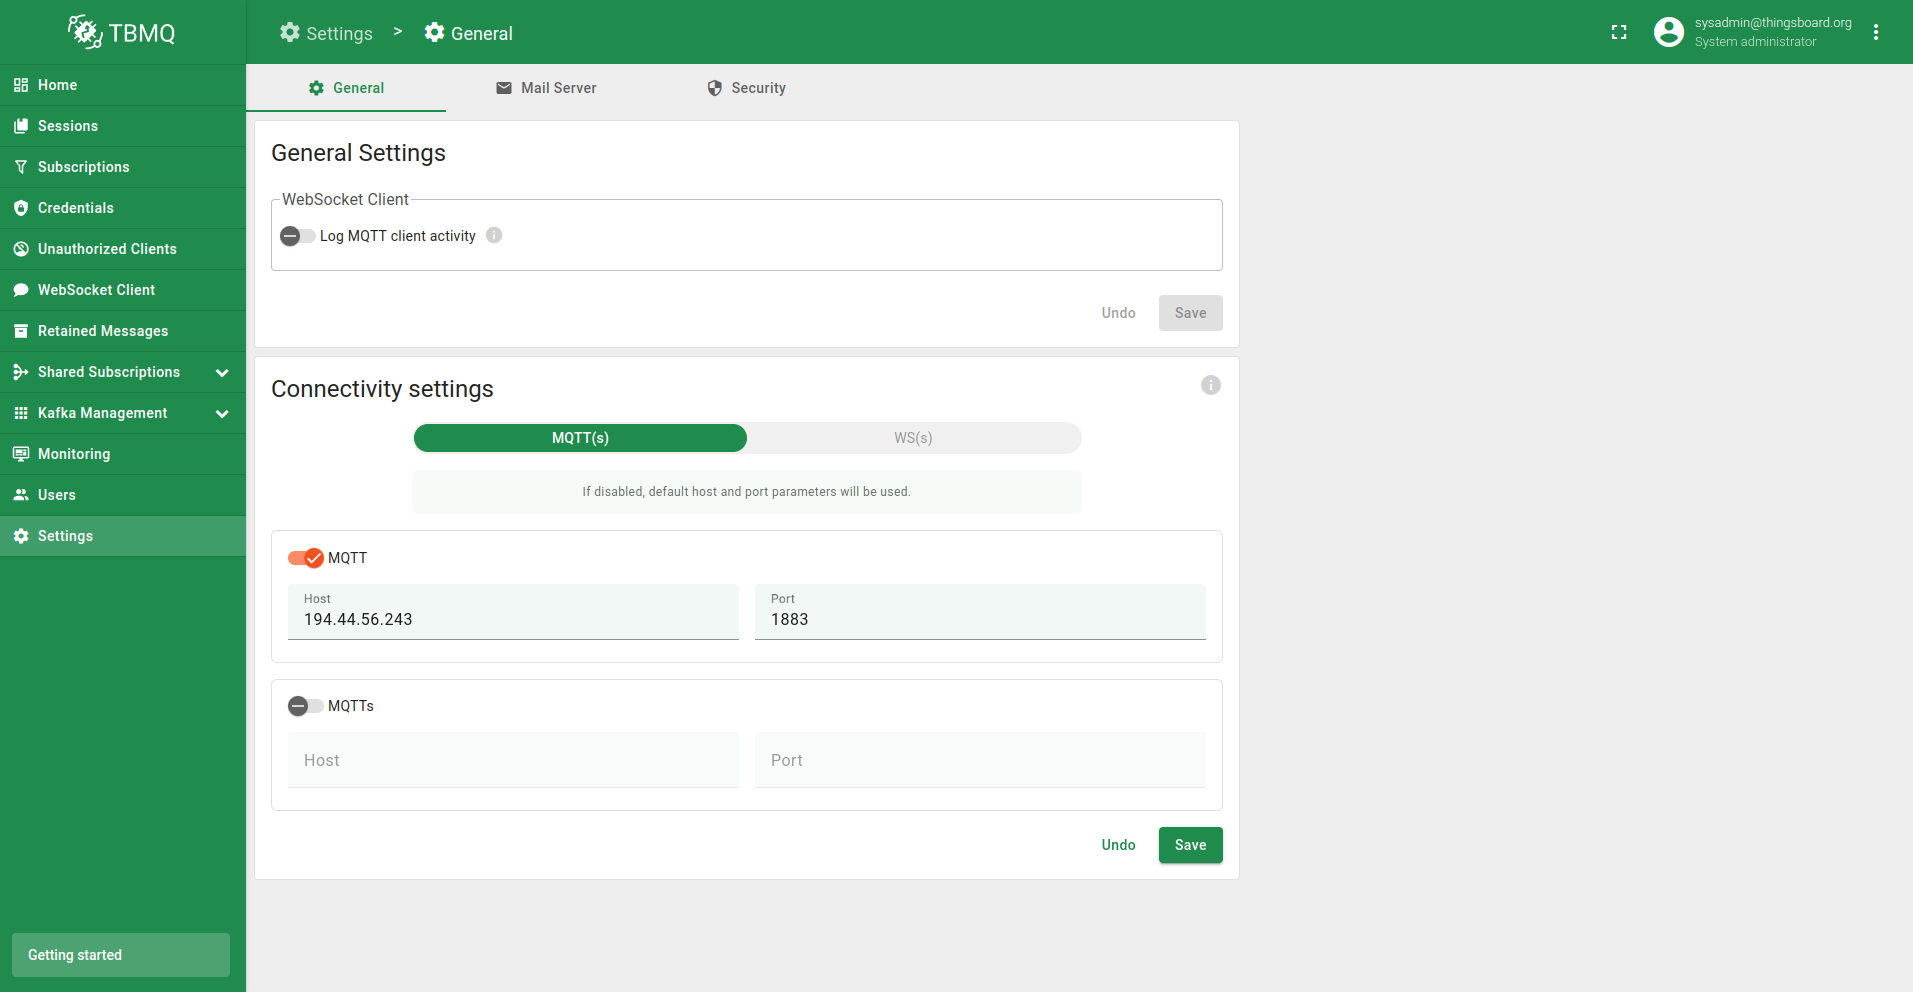 TBMQ
Settings > General
sysadmin@thingsboard.org
System administrator
Home
Sessions
Subscriptions
Credentials
Unauthorized Clients
WebSocket Client
Retained Messages
Shared Subscriptions
Kafka Management
Monitoring
Users
Settings
Getting started
General Mail Server Security
General Settings
WebSocket Client
Log MQTT client activity
Undo Save
Connectivity settings
MQTT(s) WS(s)
If disabled, default host and port parameters will be used.
MQTT
Host Port
194.44.56.243 1883
MQTTs
Host Port
Undo Save